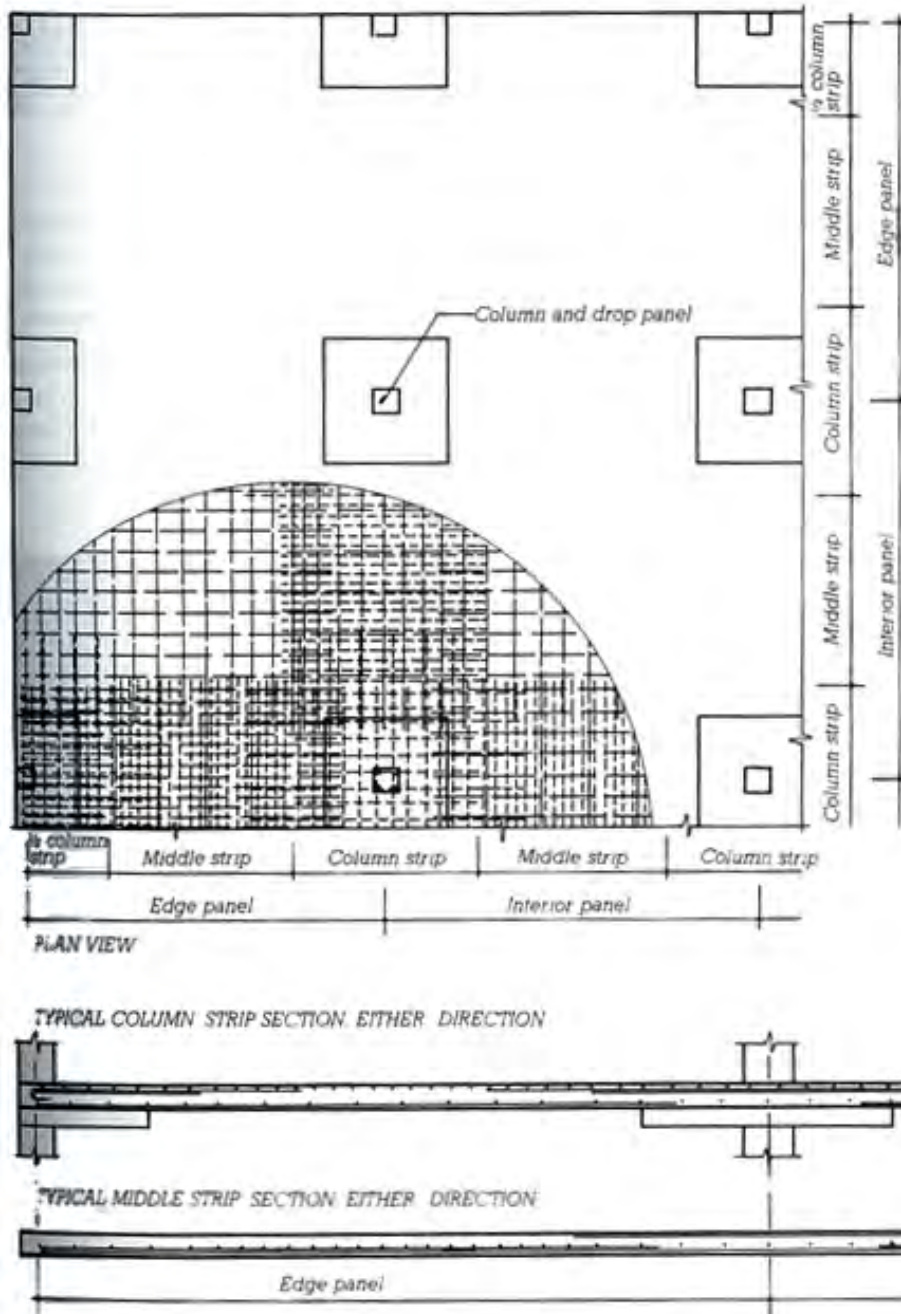 ½ column
strip
Middle strip
Edge panel
Column and drop panel
Column strip
Middle strip
Interior panel
Column strip
½ column
strip
Middle strip
Column strip
Middle strip
Column strip
Edge panel
Interior panel
PLAN VIEW
TYPICAL COLUMN STRIP SECTION. EITHER DIRECTION
TYPICAL MIDDLE STRIP SECTION. EITHER DIRECTION
Edge panel